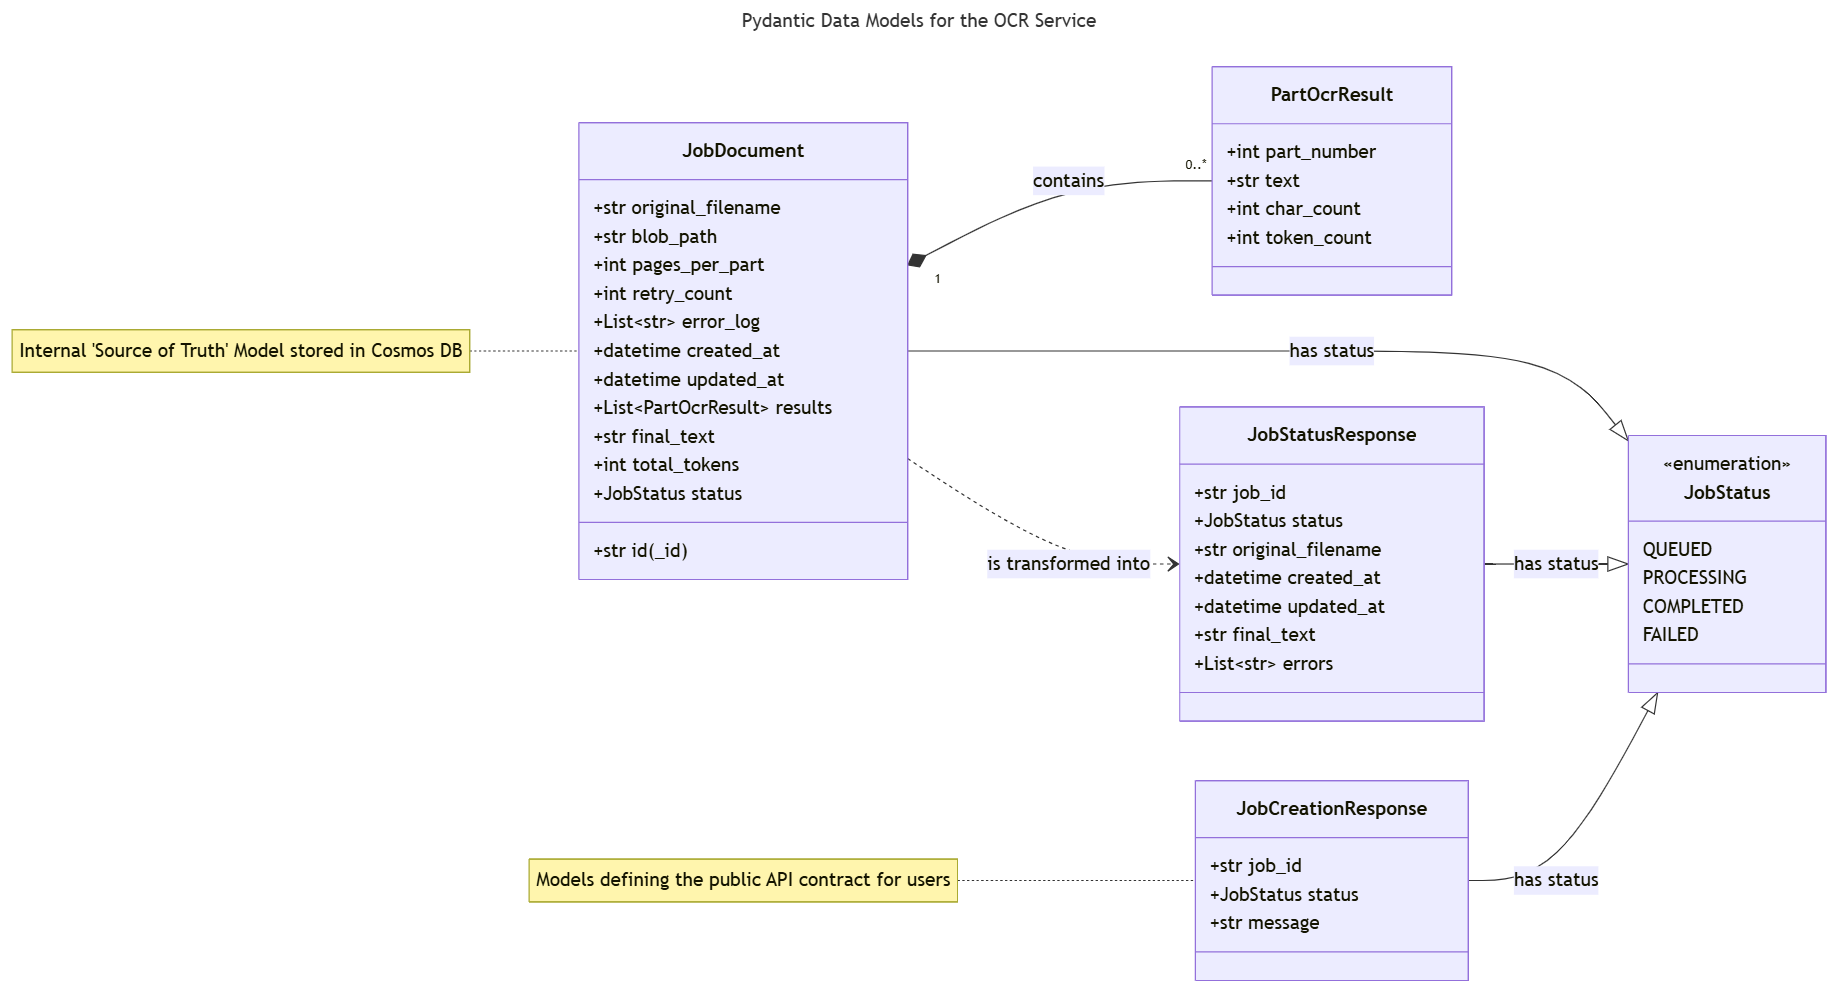 Pydantic Data Models for the OCR Service
PartOcrResult
+int part_number
+str text
+int char_count
+int token_count
JobDocument
+str original_filename
+str blob_path
+int pages_per_part
+int retry_count
+List<str> error_log
+datetime created_at
+datetime updated_at
+List<PartOcrResult> results
+str final_text
+int total_tokens
+JobStatus status
+str id(_id)
contains
0..*
1
Internal 'Source of Truth' Model stored in Cosmos DB
has status
is transformed into
JobStatusResponse
+str job_id
+JobStatus status
+str original_filename
+datetime created_at
+datetime updated_at
+str final_text
+List<str> errors
has status
«enumeration»
JobStatus
QUEUED
PROCESSING
COMPLETED
FAILED
Models defining the public API contract for users
JobCreationResponse
+str job_id
+JobStatus status
+str message
has status